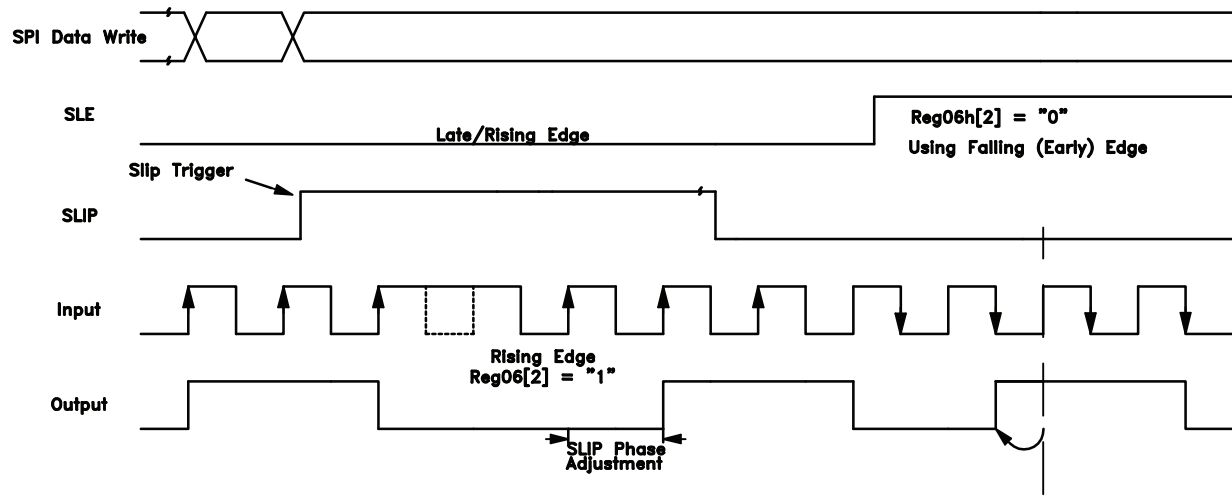 SPI Data Write
SLE
Late/Rising Edge
Reg06h[2] = "0"
Using Falling (Early) Edge
Slip Trigger
SLIP
Input
Rising Edge
Reg06[2] = "1"
Output
SLIP Phase
Adjustment